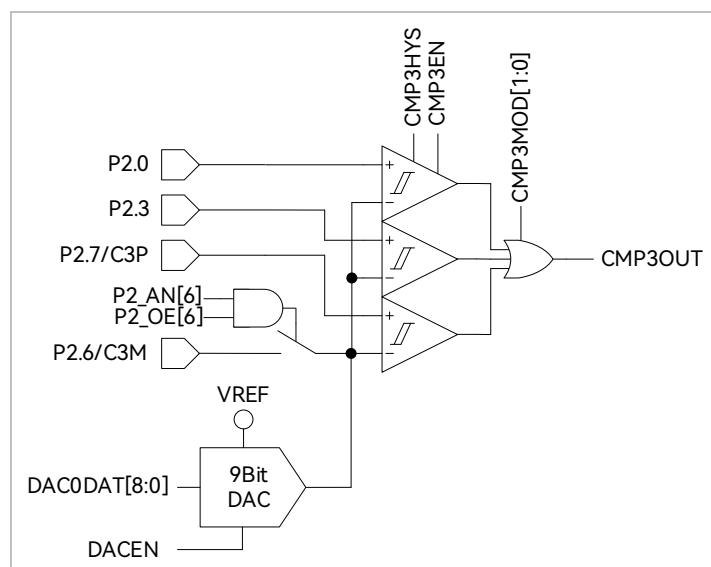 CMP3HYS
CMP3EN
CMP3MOD[1:0]
P2.0
P2.3
P2.7/C3P
P2_AN[6]
P2_OE[6]
P2.6/C3M
+
−
+
−
+
−
CMP3OUT
VREF
DAC0DAT[8:0]
9Bit
DAC
DACEN